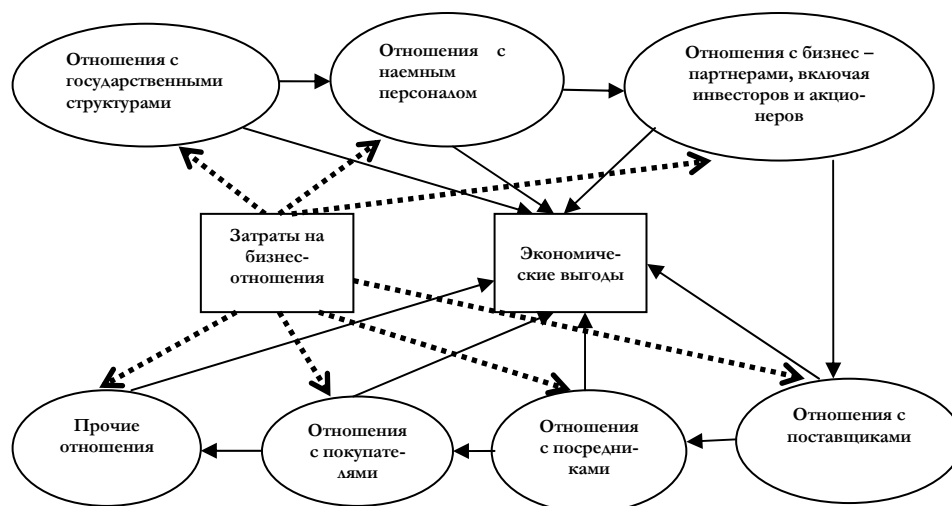 Отношения с
государственными
структурами
Отношения с
наемным
персоналом
Отношения с бизнес –
партнерами, включая
инвесторов и акцио-
неров
Затраты на
бизнес-
отношения
Экономиче-
ские выгоды
Прочие
отношения
Отношения
с покупате-
лями
Отношения
с посредни-
ками
Отношения с
поставщиками